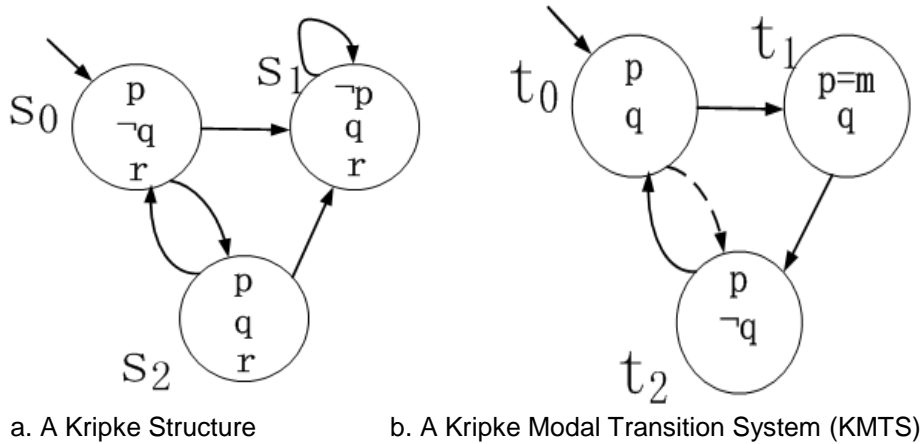 s₀
p
¬q
r
s₁
¬p
q
r
s₂
p
q
r
a. A Kripke Structure
t₀
p
q
t₁
p=m
q
t₂
p
¬q
b. A Kripke Modal Transition System (KMTS)